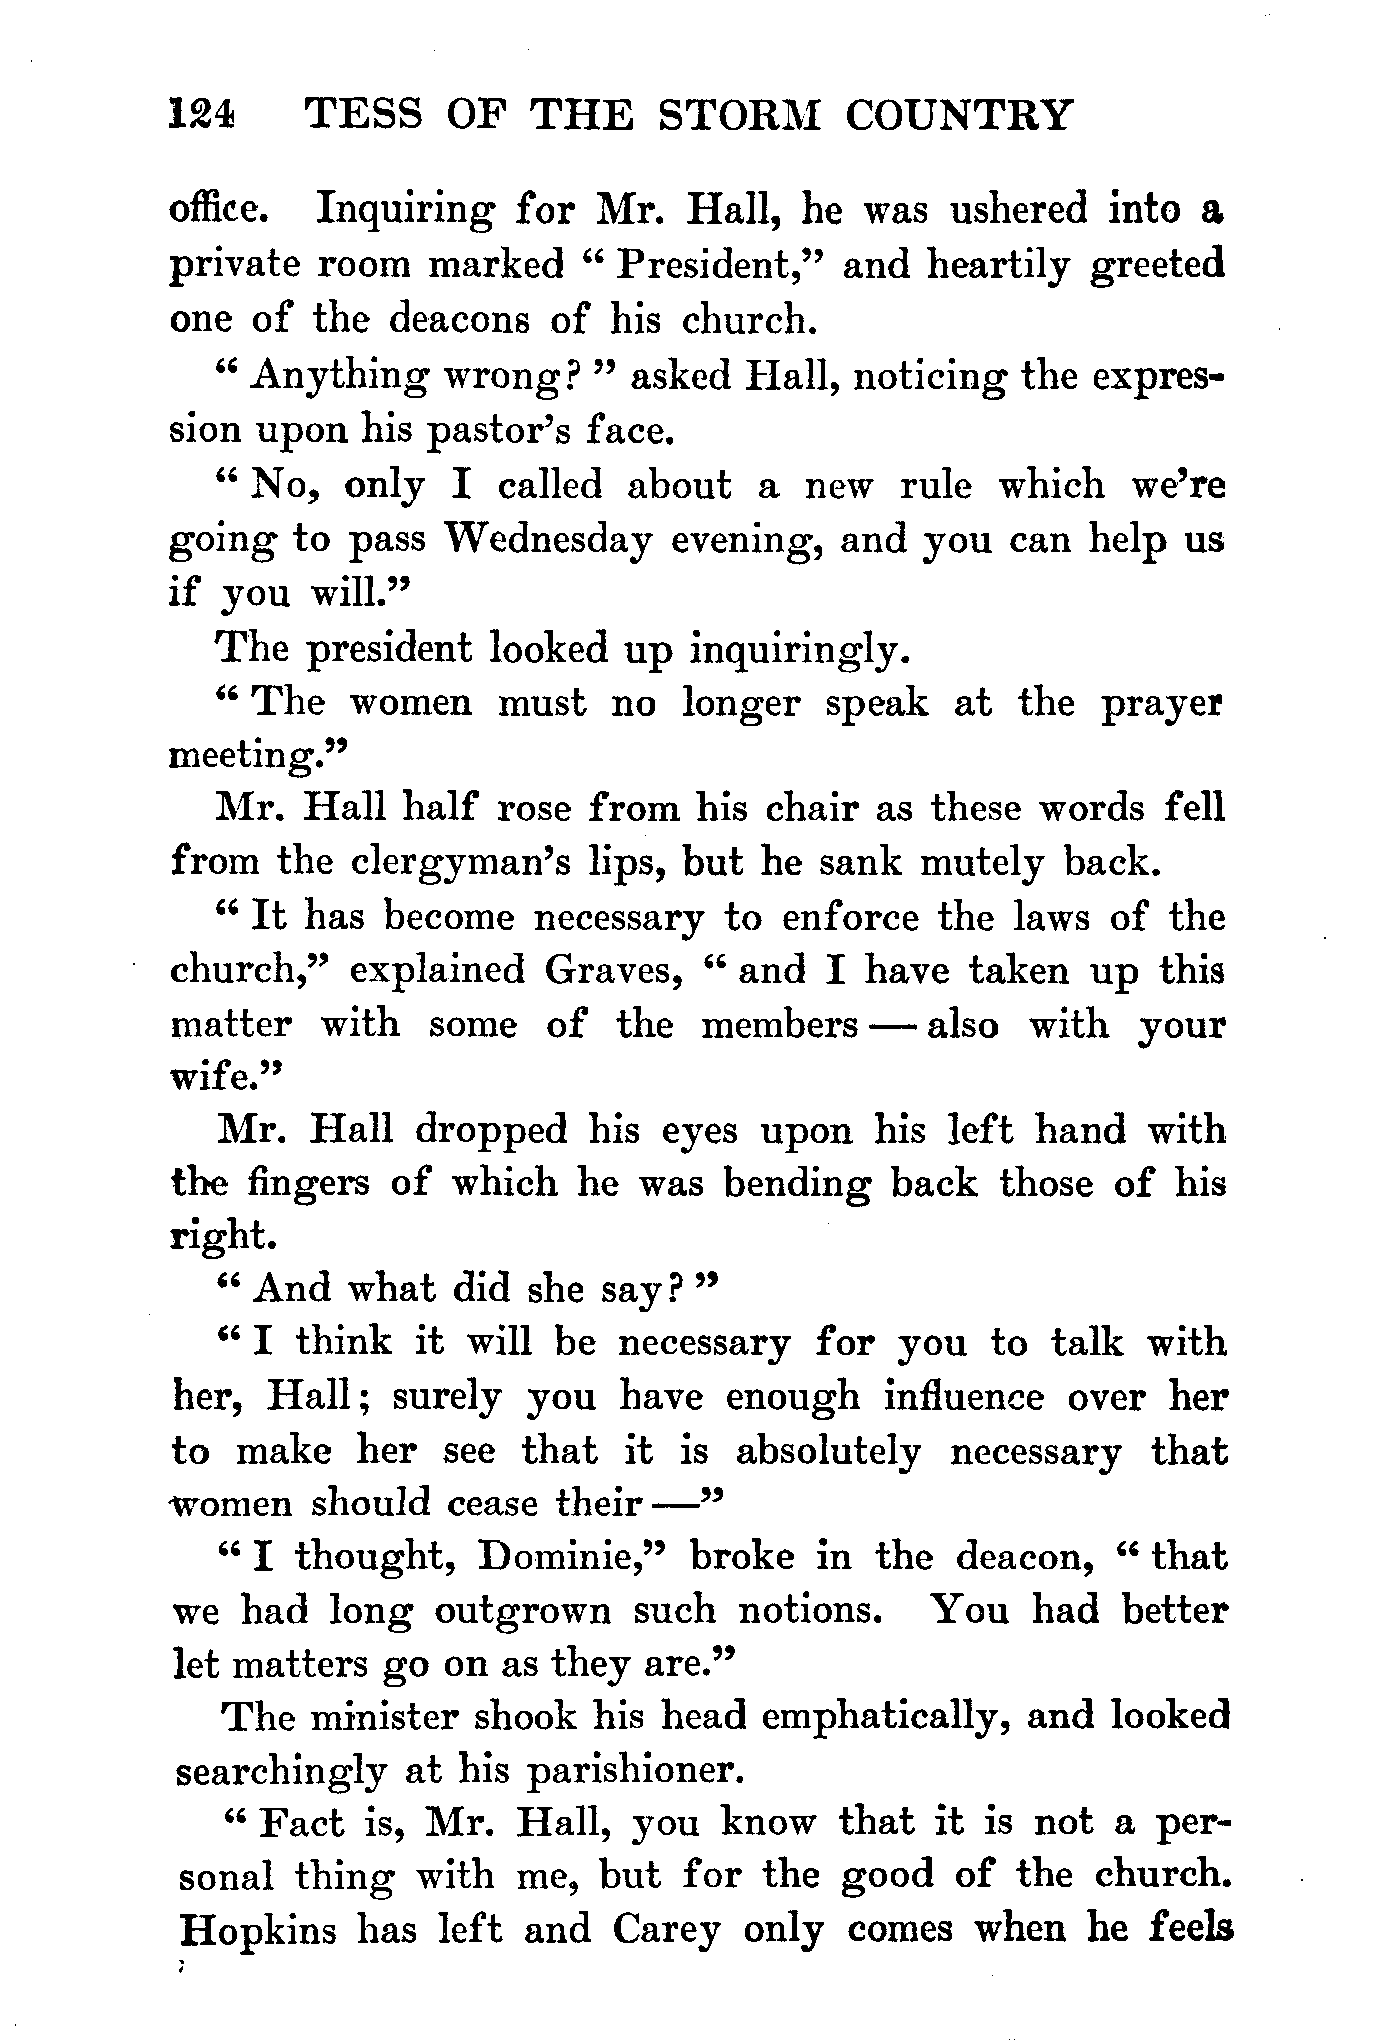 124 TESS OF THE STORM COUNTRY
office. Inquiring for Mr. Hall, he was ushered into a
private room marked “ President,” and heartily greeted
one of the deacons of his church.
“ Anything wrong? ” asked Hall, noticing the expres-
sion upon his pastor’s face.
“ No, only I called about a new rule which we’re
going to pass Wednesday evening, and you can help us
if you will.”
The president looked up inquiringly.
“ The women must no longer speak at the prayer
meeting.”
Mr. Hall half rose from his chair as these words fell
from the clergyman’s lips, but he sank mutely back.
“ It has become necessary to enforce the laws of the
church,” explained Graves, “ and I have taken up this
matter with some of the members — also with your
wife.”
Mr. Hall dropped his eyes upon his left hand with
the fingers of which he was bending back those of his
right.
“ And what did she say? ”
“ I think it will be necessary for you to talk with
her, Hall; surely you have enough influence over her
to make her see that it is absolutely necessary that
women should cease their —”
“ I thought, Dominie,” broke in the deacon, “ that
we had long outgrown such notions. You had better
let matters go on as they are.”
The minister shook his head emphatically, and looked
searchingly at his parishioner.
“ Fact is, Mr. Hall, you know that it is not a per-
sonal thing with me, but for the good of the church.
Hopkins has left and Carey only comes when he feels